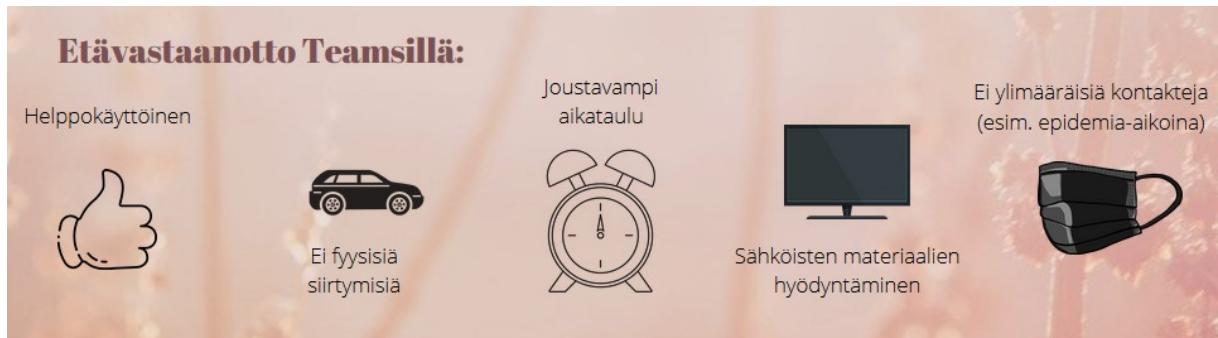 Etävastaanotto Teamsillä:
Helppokäyttöinen
Ei fyysisiä
siirtymisiä
Joustavampi
aikataulu
Sähköisten materiaalien
hyödyntäminen
Ei ylimääräisiä kontakteja
(esim. epidemia-aikoina)